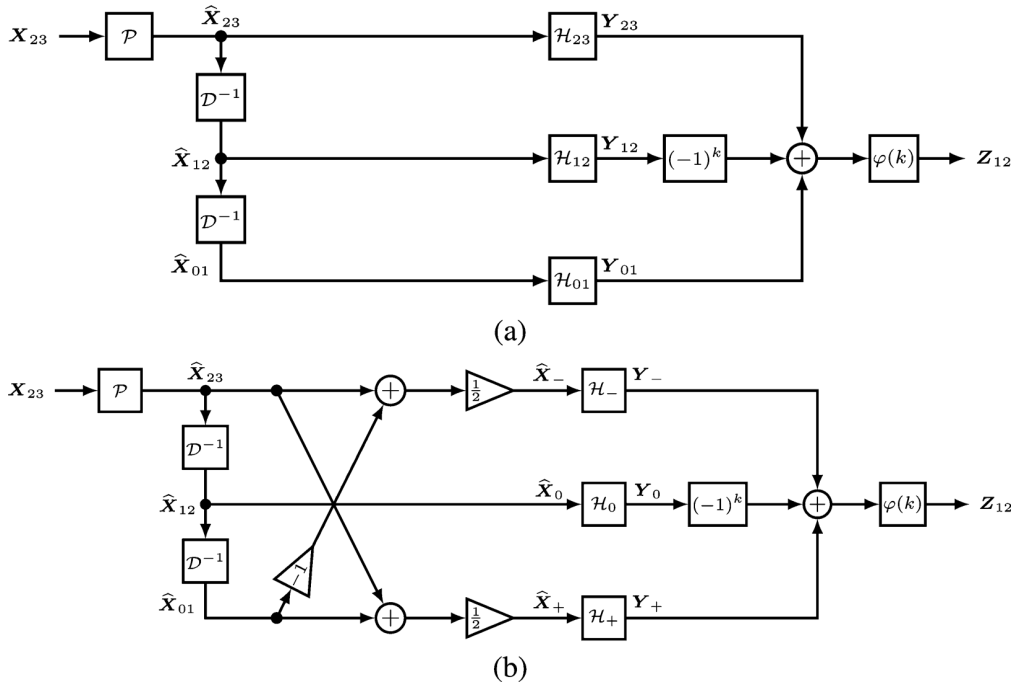 X̂₂₃ Y₂₃
X₂₃ 𝒫 ℋ₂₃
𝒟⁻¹
X̂₁₂ ℋ₁₂ Y₁₂ (−1)ᵏ + φ(k) Z₁₂
𝒟⁻¹
X̂₀₁ ℋ₀₁ Y₀₁
(a)
X̂₂₃ X̂₋ Y₋
X₂₃ 𝒫 + ½ ℋ₋
𝒟⁻¹
X̂₁₂ X̂₀ ℋ₀ Y₀ (−1)ᵏ + φ(k) Z₁₂
𝒟⁻¹ −1
X̂₀₁ + ½ X̂₊ ℋ₊ Y₊
(b)